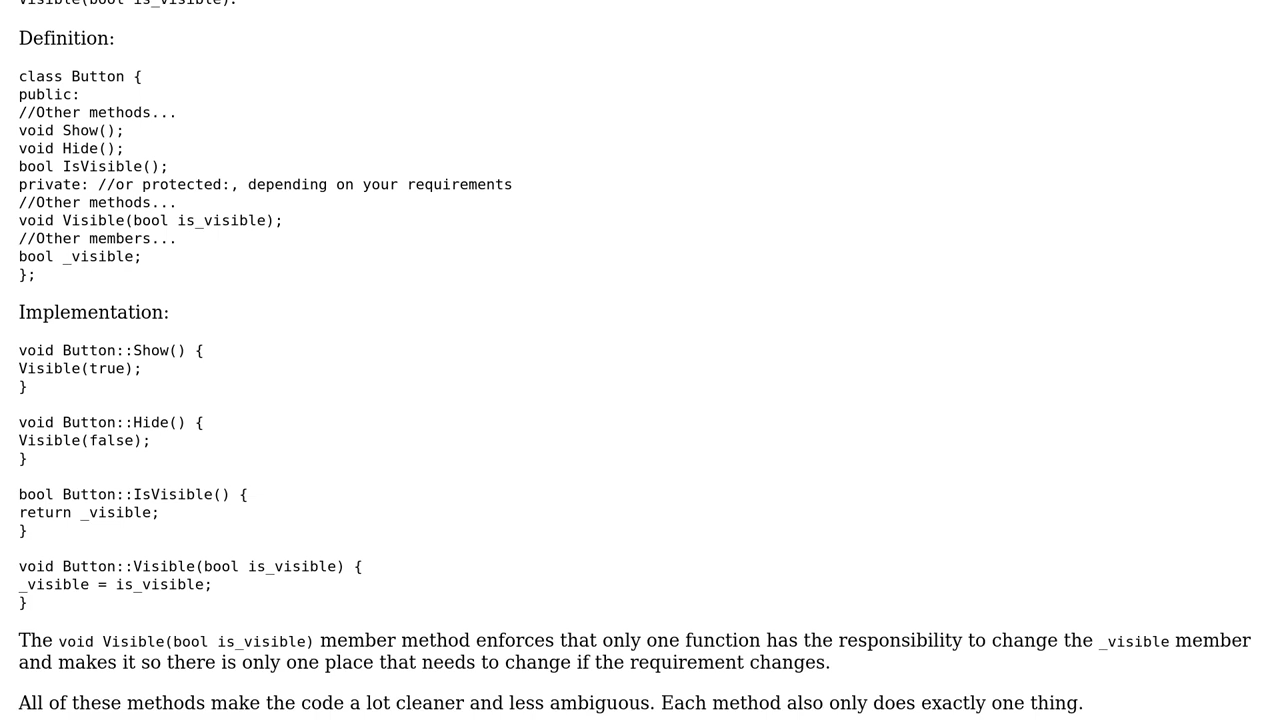 Visible(bool is_visible).
Definition:
class Button {
public:
//Other methods...
void Show();
void Hide();
bool IsVisible();
private: //or protected:, depending on your requirements
//Other methods...
void Visible(bool is_visible);
//Other members...
bool _visible;
};
Implementation:
void Button::Show() {
Visible(true);
}
void Button::Hide() {
Visible(false);
}
bool Button::IsVisible() {
return _visible;
}
void Button::Visible(bool is_visible) {
_visible = is_visible;
}
The void Visible(bool is_visible) member method enforces that only one function has the responsibility to change the _visible member
and makes it so there is only one place that needs to change if the requirement changes.
All of these methods make the code a lot cleaner and less ambiguous. Each method also only does exactly one thing.